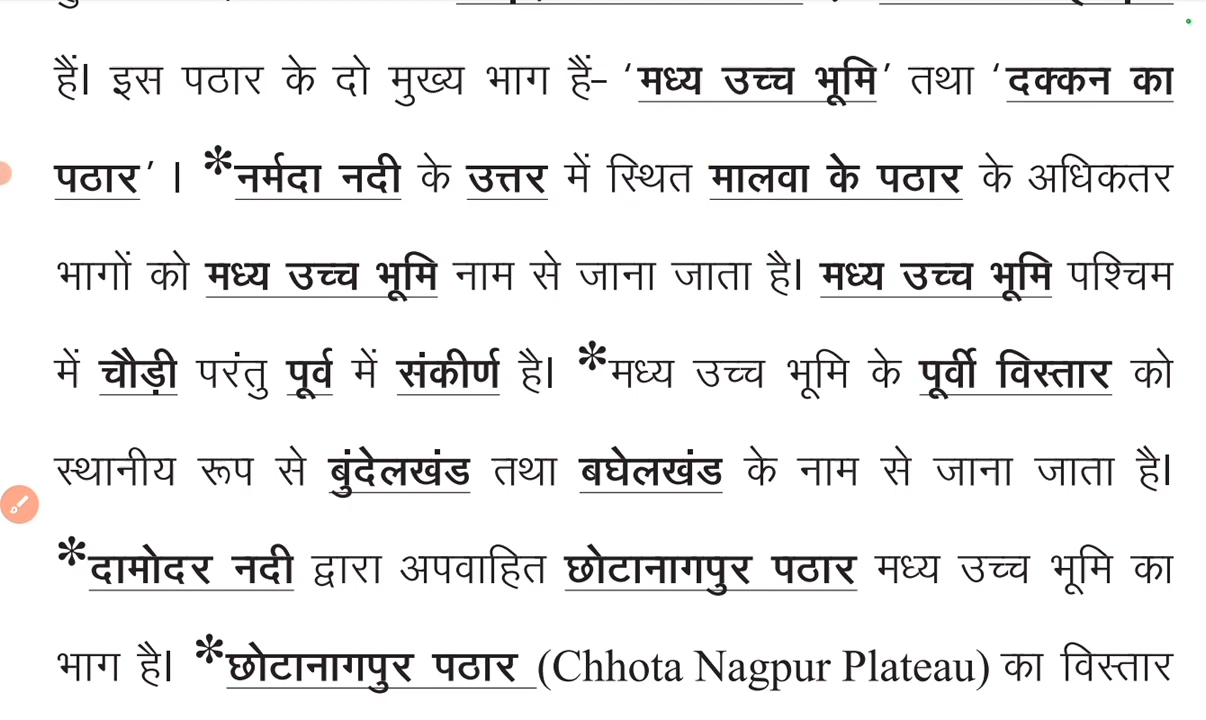 हैं। इस पठार के दो मुख्य भाग हैं- ‘मध्य उच्च भूमि’ तथा ‘दक्कन का
पठार’ । *नर्मदा नदी के उत्तर में स्थित मालवा के पठार के अधिकतर
भागों को मध्य उच्च भूमि नाम से जाना जाता है। मध्य उच्च भूमि पश्चिम
में चौड़ी परंतु पूर्व में संकीर्ण है। *मध्य उच्च भूमि के पूर्वी विस्तार को
स्थानीय रूप से बुंदेलखंड तथा बघेलखंड के नाम से जाना जाता है।
*दामोदर नदी द्वारा अपवाहित छोटानागपुर पठार मध्य उच्च भूमि का
भाग है। *छोटानागपुर पठार (Chhota Nagpur Plateau) का विस्तार